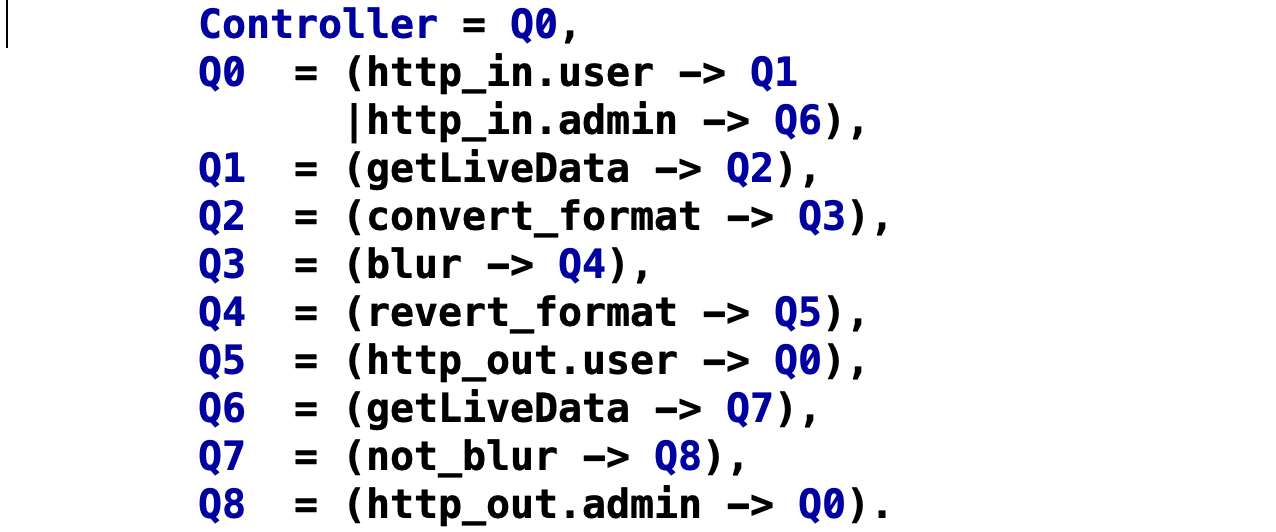 Controller = Q0,
Q0  = (http_in.user -> Q1
      |http_in.admin -> Q6),
Q1  = (getLiveData -> Q2),
Q2  = (convert_format -> Q3),
Q3  = (blur -> Q4),
Q4  = (revert_format -> Q5),
Q5  = (http_out.user -> Q0),
Q6  = (getLiveData -> Q7),
Q7  = (not_blur -> Q8),
Q8  = (http_out.admin -> Q0).